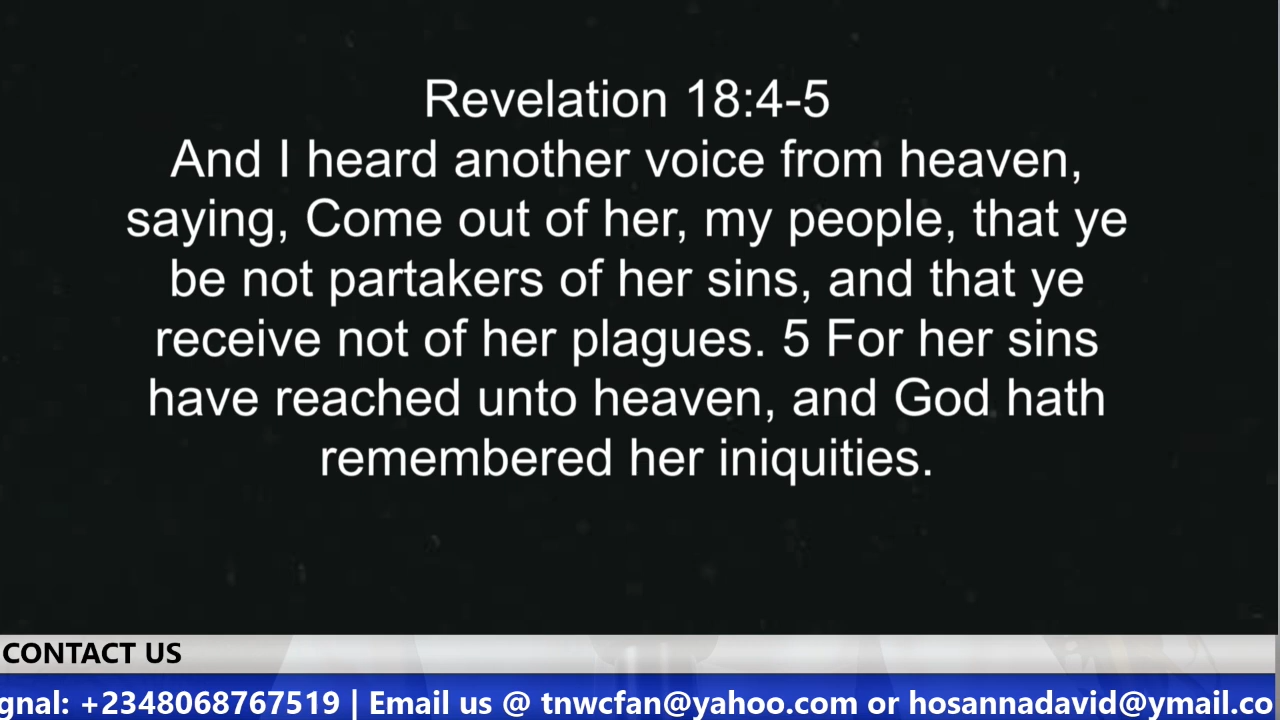 Revelation 18:4-5
And I heard another voice from heaven,
saying, Come out of her, my people, that ye
be not partakers of her sins, and that ye
receive not of her plagues. 5 For her sins
have reached unto heaven, and God hath
remembered her iniquities.
CONTACT US
gnal: +2348068767519 | Email us @ tnwcfan@yahoo.com or hosannadavid@ymail.co